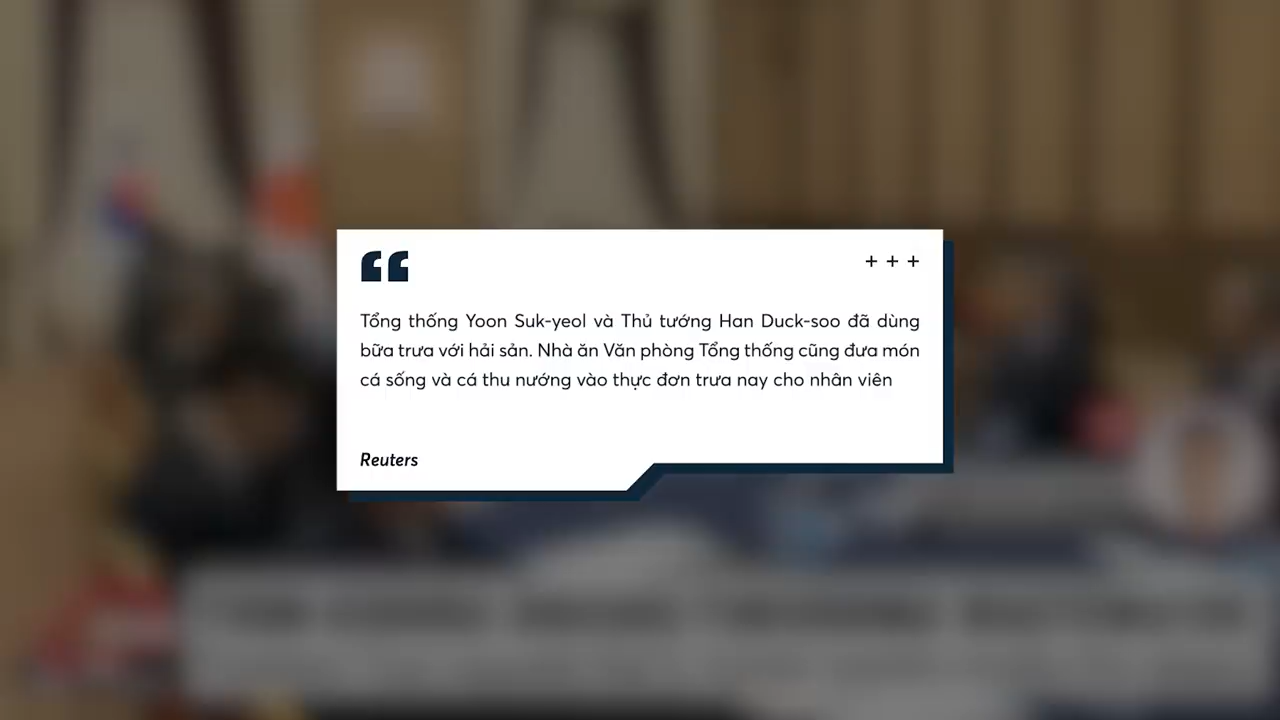 Tổng thống Yoon Suk-yeol và Thủ tướng Han Duck-soo đã dùng
bữa trưa với hải sản. Nhà ăn Văn phòng Tổng thống cũng đưa món
cá sống và cá thu nướng vào thực đơn trưa nay cho nhân viên
Reuters